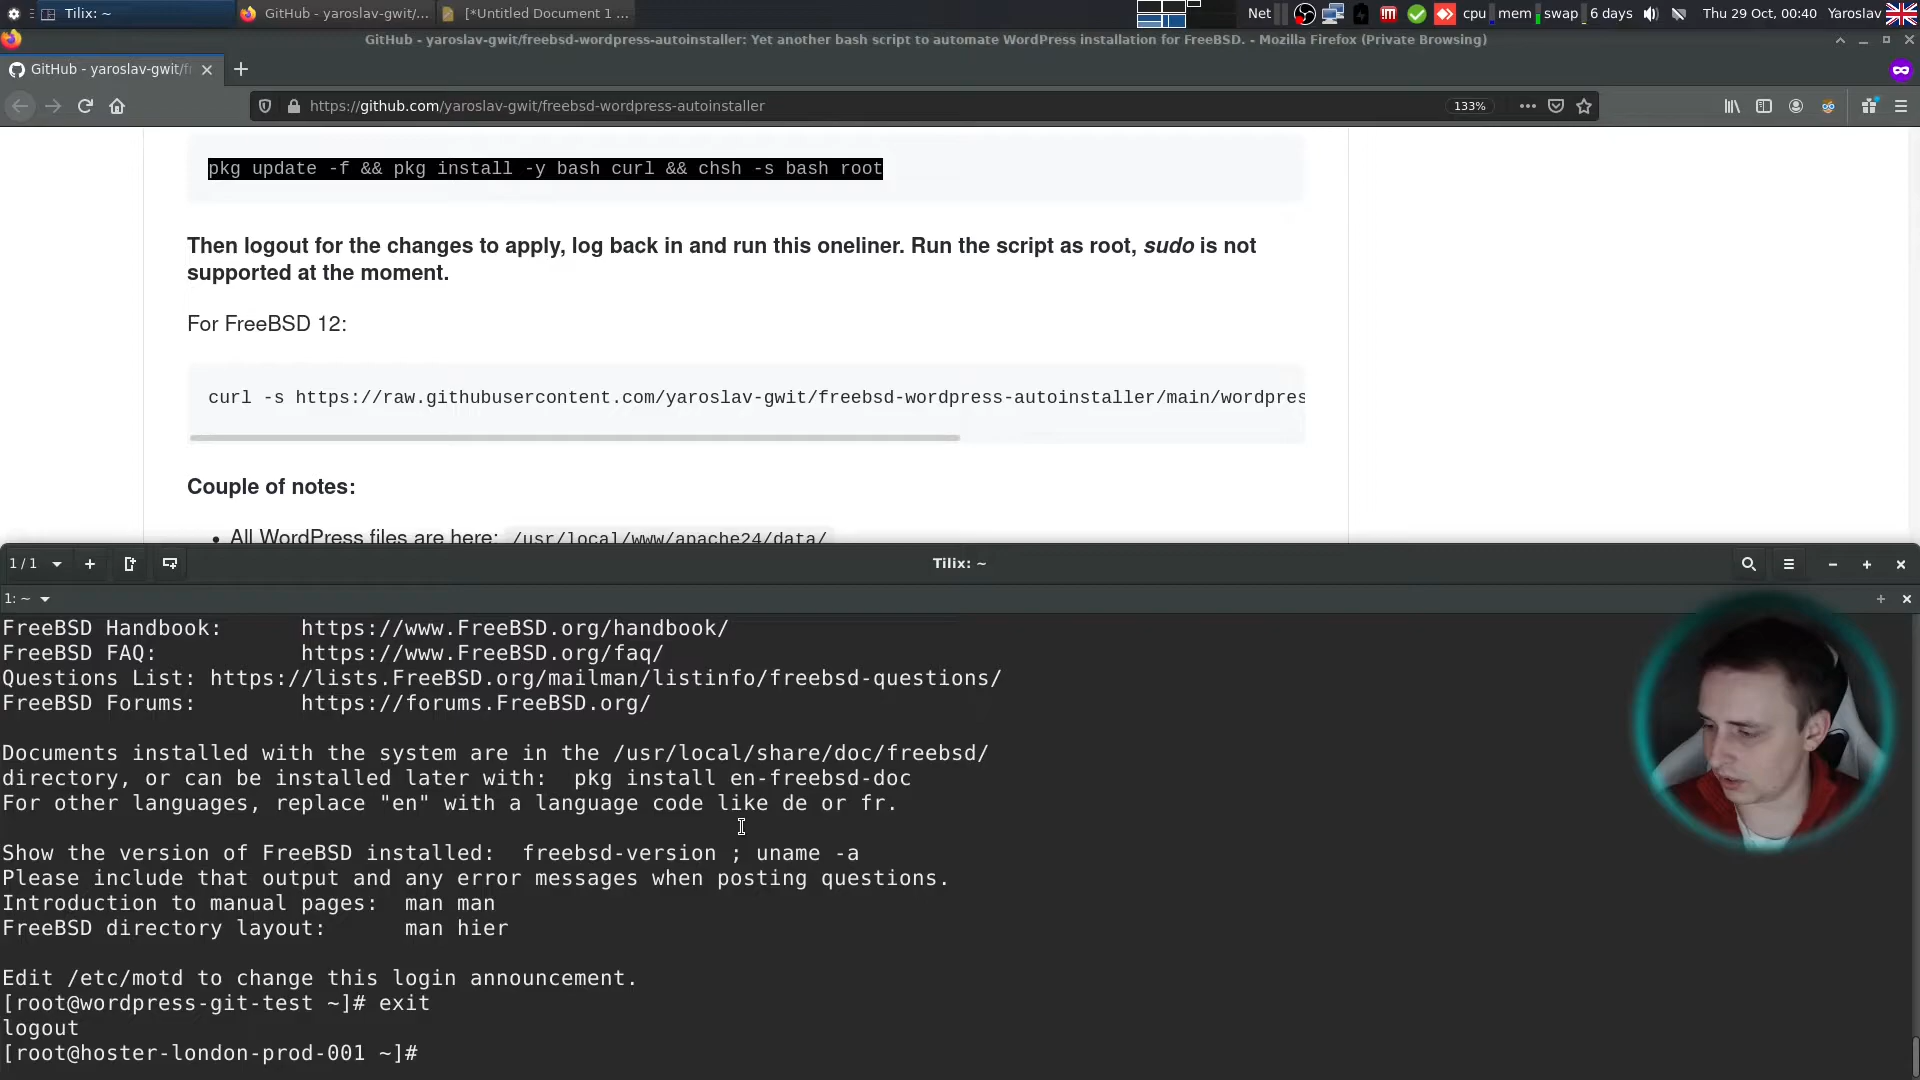 Tilix: ~
GitHub - yaroslav-gwit/...
[*Untitled Document 1 ...
Net
cpu mem swap 6 days
Thu 29 Oct, 00:40 Yaroslav
GitHub - yaroslav-gwit/freebsd-wordpress-autoinstaller: Yet another bash script to automate WordPress installation for FreeBSD. - Mozilla Firefox (Private Browsing)
GitHub - yaroslav-gwit/fr
https://github.com/yaroslav-gwit/freebsd-wordpress-autoinstaller
133%
pkg update -f && pkg install -y bash curl && chsh -s bash root
Then logout for the changes to apply, log back in and run this oneliner. Run the script as root, sudo is not
supported at the moment.
For FreeBSD 12:
curl -s https://raw.githubusercontent.com/yaroslav-gwit/freebsd-wordpress-autoinstaller/main/wordpres
Couple of notes:
• All WordPress files are here: /usr/local/www/apache24/data/
1 / 1
Tilix: ~
1: ~
FreeBSD Handbook: https://www.FreeBSD.org/handbook/
FreeBSD FAQ: https://www.FreeBSD.org/faq/
Questions List: https://lists.FreeBSD.org/mailman/listinfo/freebsd-questions/
FreeBSD Forums: https://forums.FreeBSD.org/
Documents installed with the system are in the /usr/local/share/doc/freebsd/
directory, or can be installed later with: pkg install en-freebsd-doc
For other languages, replace "en" with a language code like de or fr.
Show the version of FreeBSD installed: freebsd-version ; uname -a
Please include that output and any error messages when posting questions.
Introduction to manual pages: man man
FreeBSD directory layout: man hier
Edit /etc/motd to change this login announcement.
[root@wordpress-git-test ~]# exit
logout
[root@hoster-london-prod-001 ~]#